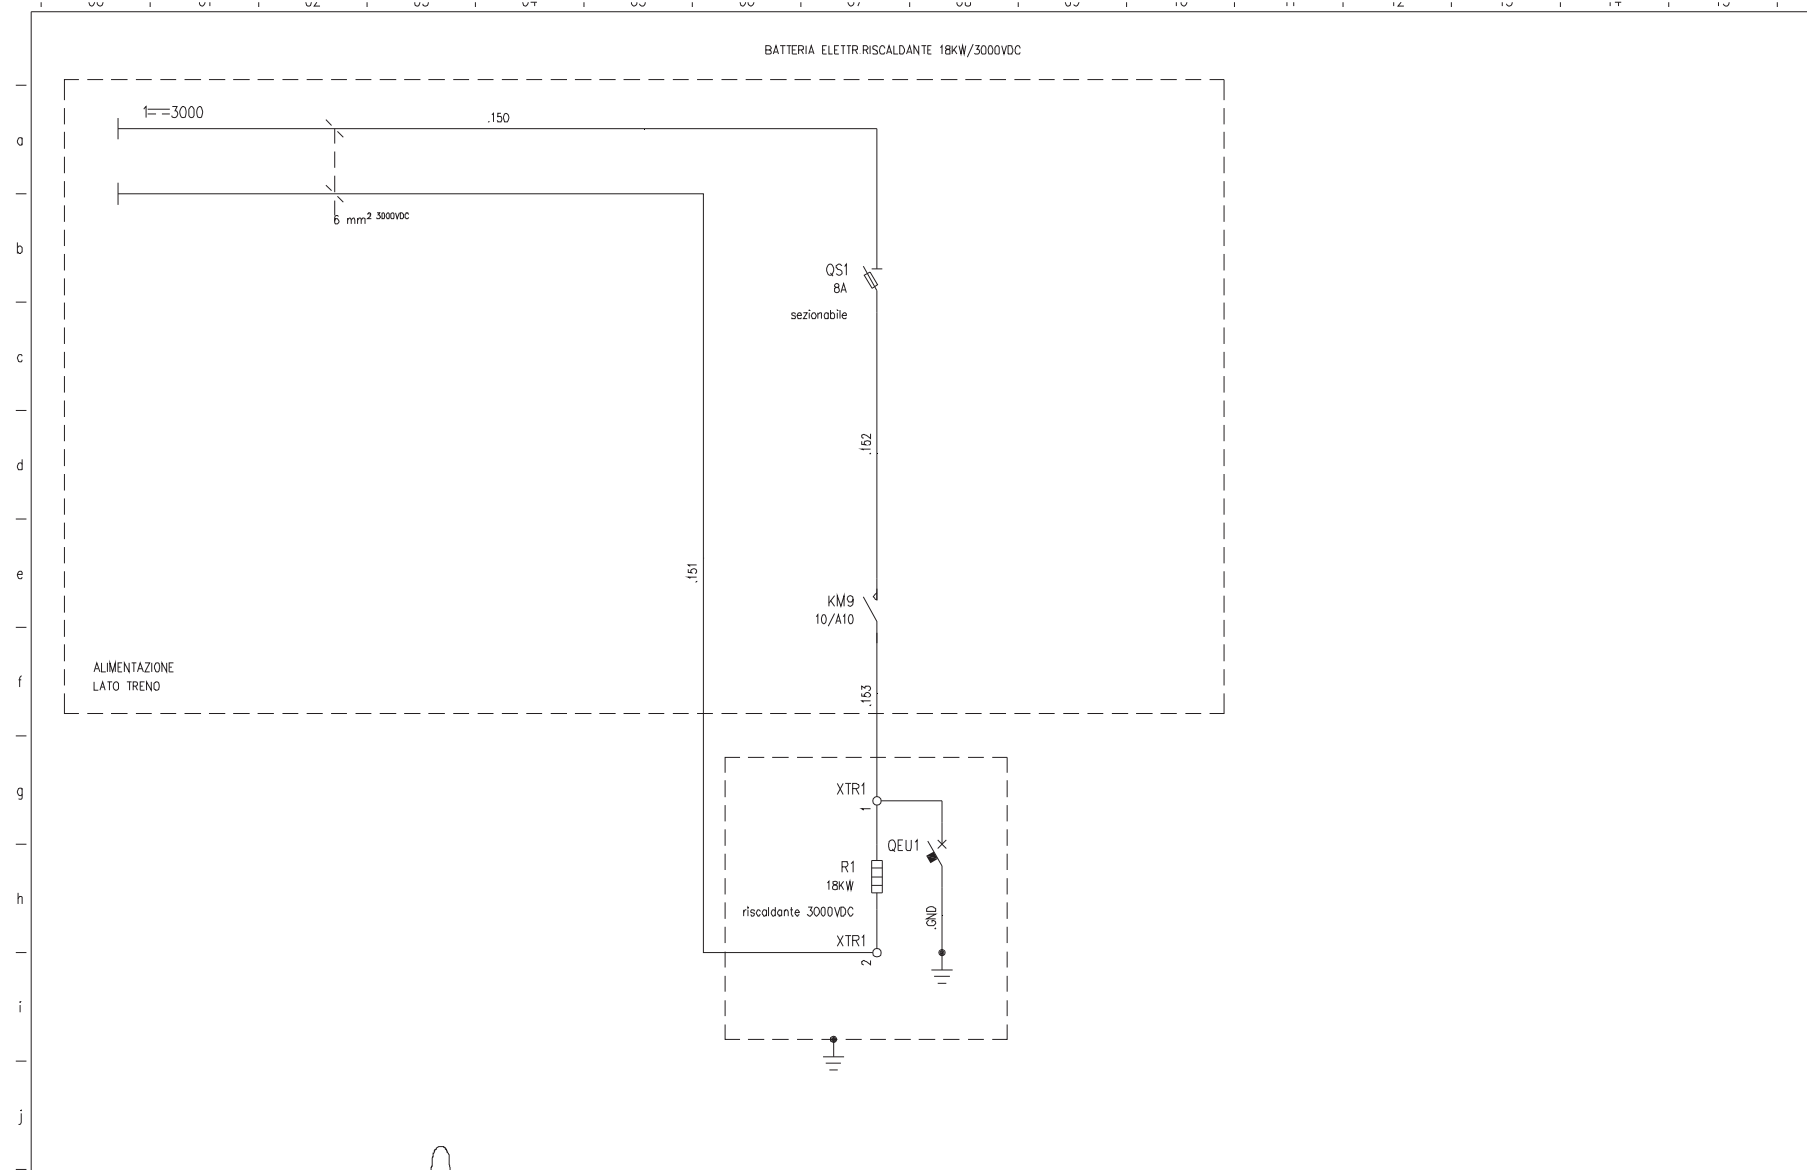 BATTERIA ELETTR.RISCALDANTE 18KW/3000VDC
1 3000
.150
a
6 mm² 3000VDC
b
QS1
8A
sezionabile
c
.152
d
.151
e
KM9
10/A10
ALIMENTAZIONE
LATO TRENO
f
.153
g
XTR1
1
QEU1
R1
18KW
h
riscaldante 3000VDC
.GND
XTR1
2
i
j